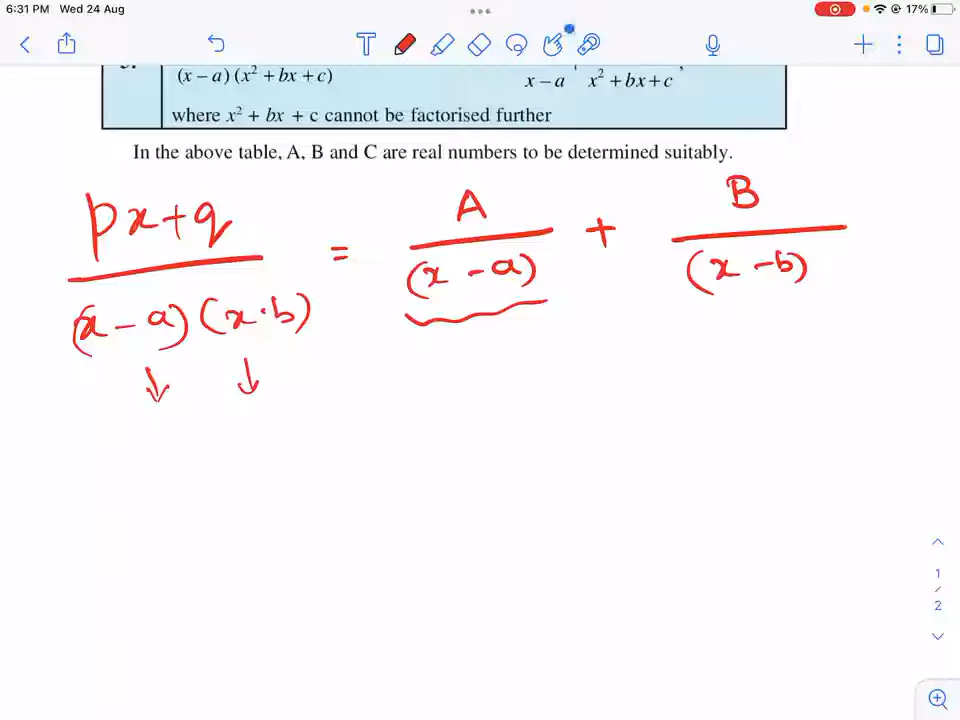 6:31 PM Wed 24 Aug
17%
(x – a) (x² + bx + c)
x – a x² + bx + c ,
where x² + bx + c cannot be factorised further
In the above table, A, B and C are real numbers to be determined suitably.
px+q A B
= +
(x - a) (x · b) (x - a) (x - b)
1
/
2